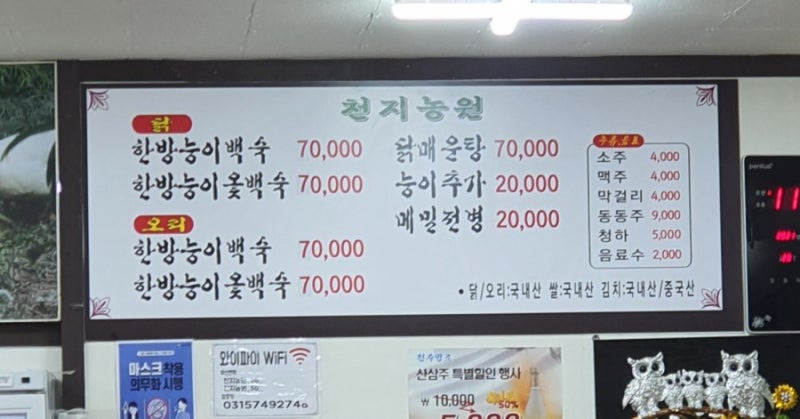 천지농원
닭
한방능이백숙 70,000
한방능이옻백숙 70,000
오리
한방능이백숙 70,000
한방능이옻백숙 70,000
닭매운탕 70,000
능이추가 20,000
메밀전병 20,000
주류,음료
소주 4,000
맥주 4,000
막걸리 4,000
동동주 9,000
청하 5,000
음료수 2,000
• 닭/오리:국내산 쌀:국내산 김치:국내산/중국산
마스크 착용
의무화 시행
와이파이 WiFi
0315749274a
산삼주 특별할인 행사
₩ 10,000
50%
11